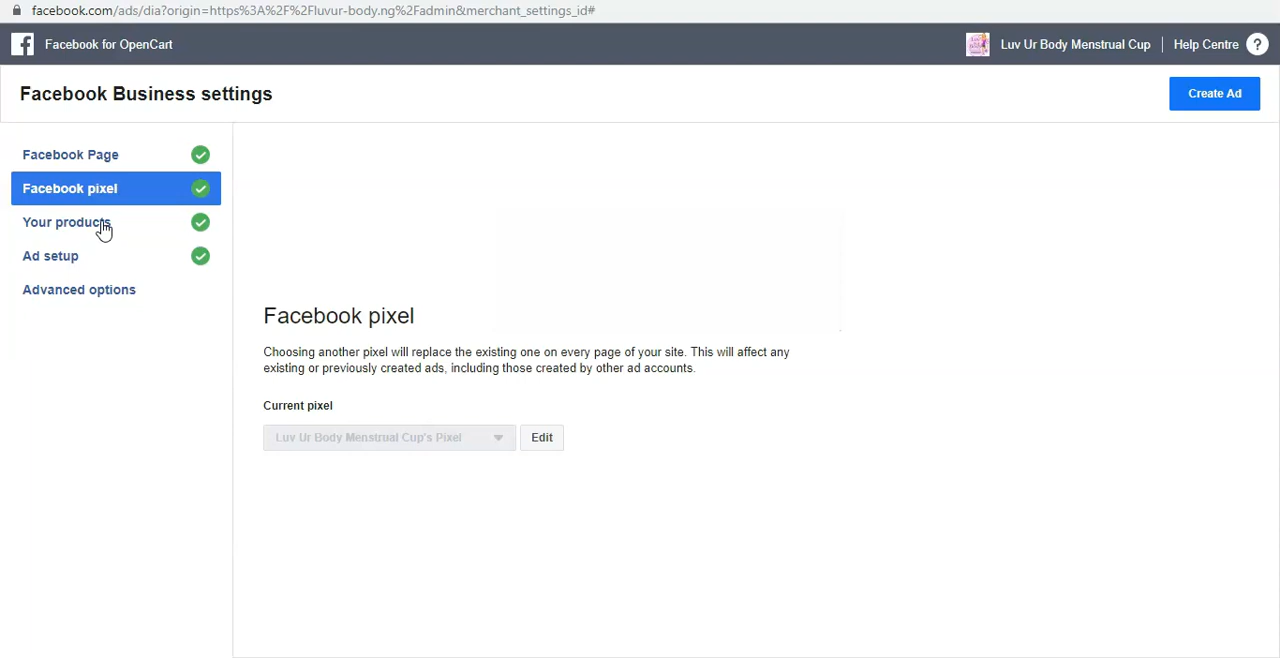 facebook.com/ads/dia?origin=https%3A%2F%2Fluvur-body.ng%2Fadmin&merchant_settings_id#
Facebook for OpenCart
Luv Ur Body Menstrual Cup
Help Centre ?
Facebook Business settings
Create Ad
Facebook Page
Facebook pixel
Your products
Ad setup
Advanced options
Facebook pixel
Choosing another pixel will replace the existing one on every page of your site. This will affect any
existing or previously created ads, including those created by other ad accounts.
Current pixel
Luv Ur Body Menstrual Cup's Pixel
Edit